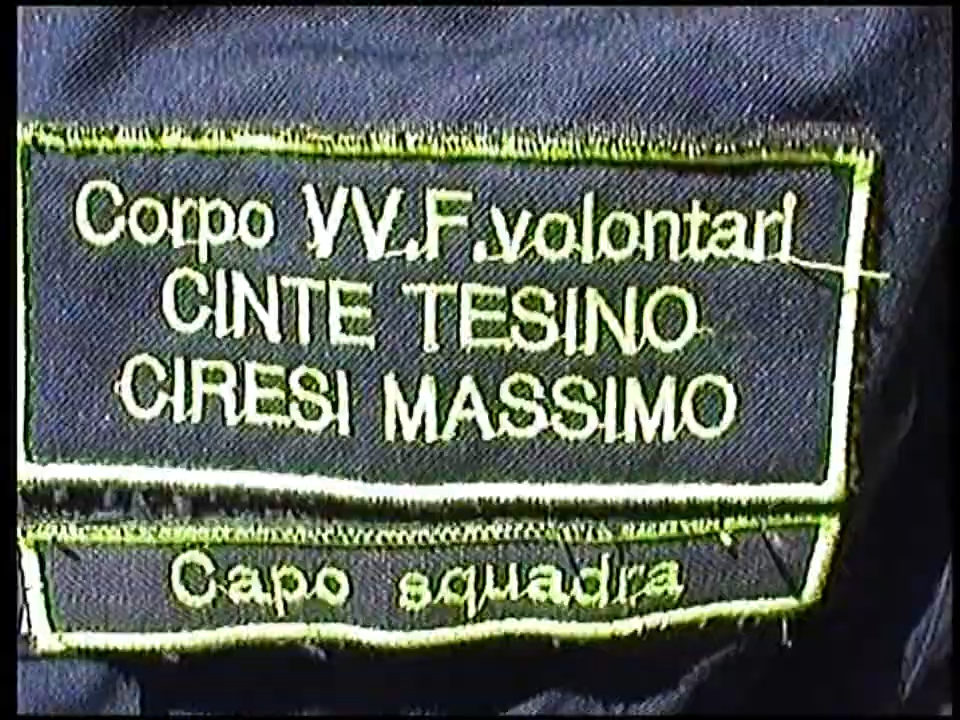 Corpo VV.F.volontari
CINTE TESINO
CIRESI MASSIMO
Capo squadra